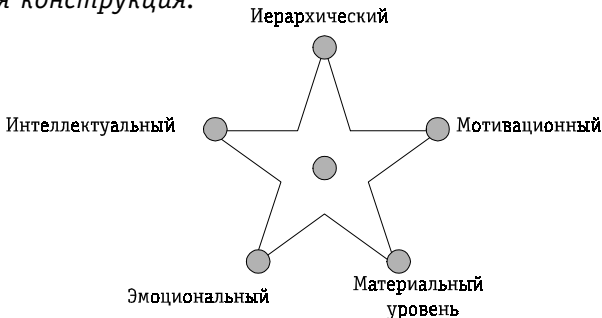 я конструкция.
Иерархический
Интеллектуальный
Мотивационный
Эмоциональный
Материальный
уровень